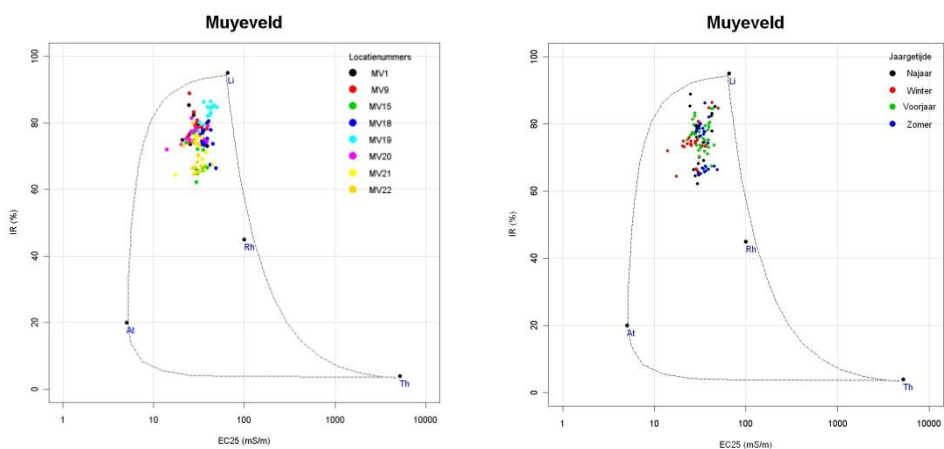 Muyeveld
Locatienummers
MV1
MV9
MV15
MV18
MV19
MV20
MV21
MV22
Li
Rh
At
Th
IR (%)
0
20
40
60
80
100
1
10
100
1000
10000
EC25 (mS/m)
Muyeveld
Jaargetijde
Najaar
Winter
Voorjaar
Zomer
Li
Rh
At
Th
IR (%)
0
20
40
60
80
100
1
10
100
1000
10000
EC25 (mS/m)